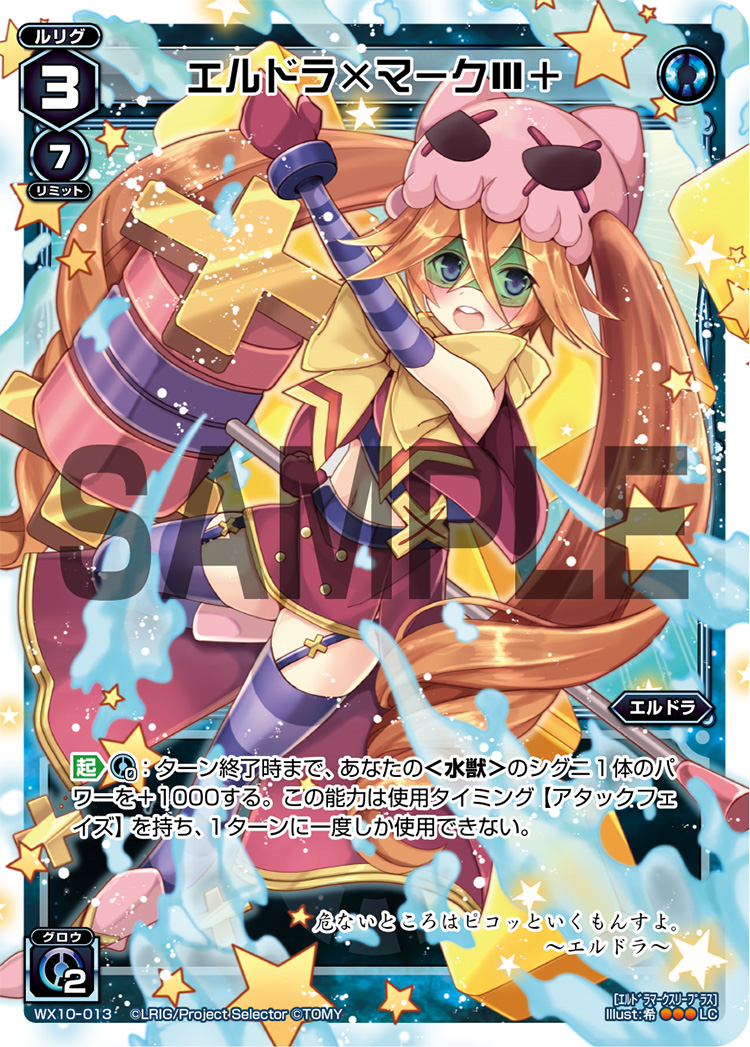 ルリグ
3
エルドラ×マークⅢ+
7
リミット
SAMPLE
エルドラ
起 0：ターン終了時まで、あなたの<水獣>のシグニ1体のパ
ワーを+1000する。この能力は使用タイミング【アタックフェ
イズ】を持ち、1ターンに一度しか使用できない。
危ないところはピコッといくもんすよ。
〜エルドラ〜
グロウ
2
[エルドラマークスリープラス]
WX10-013 ©LRIG/Project Selector ©TOMY Illust:希 LC